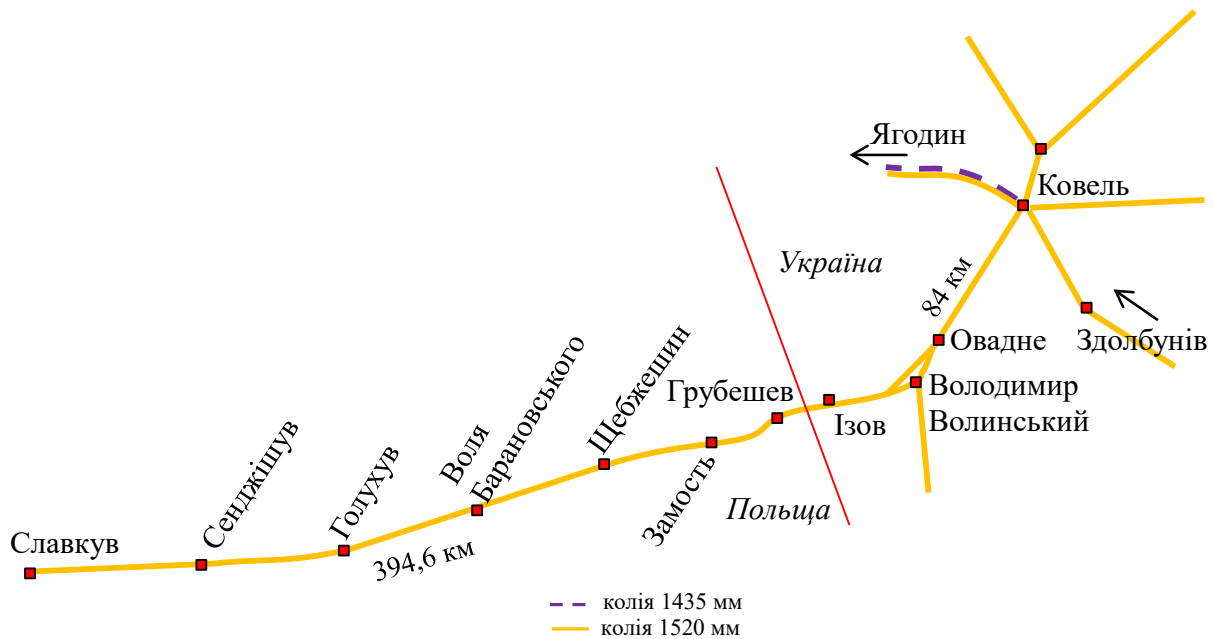 Ягодин
Ковель
Україна
84 км
Овадне
Здолбунів
Володимир
Волинський
Грубешев
Ізов
Щебжешин
Воля
Барановського
Замость
Польща
Голухув
Сенджішув
Славкув
394,6 км
колія 1435 мм
колія 1520 мм